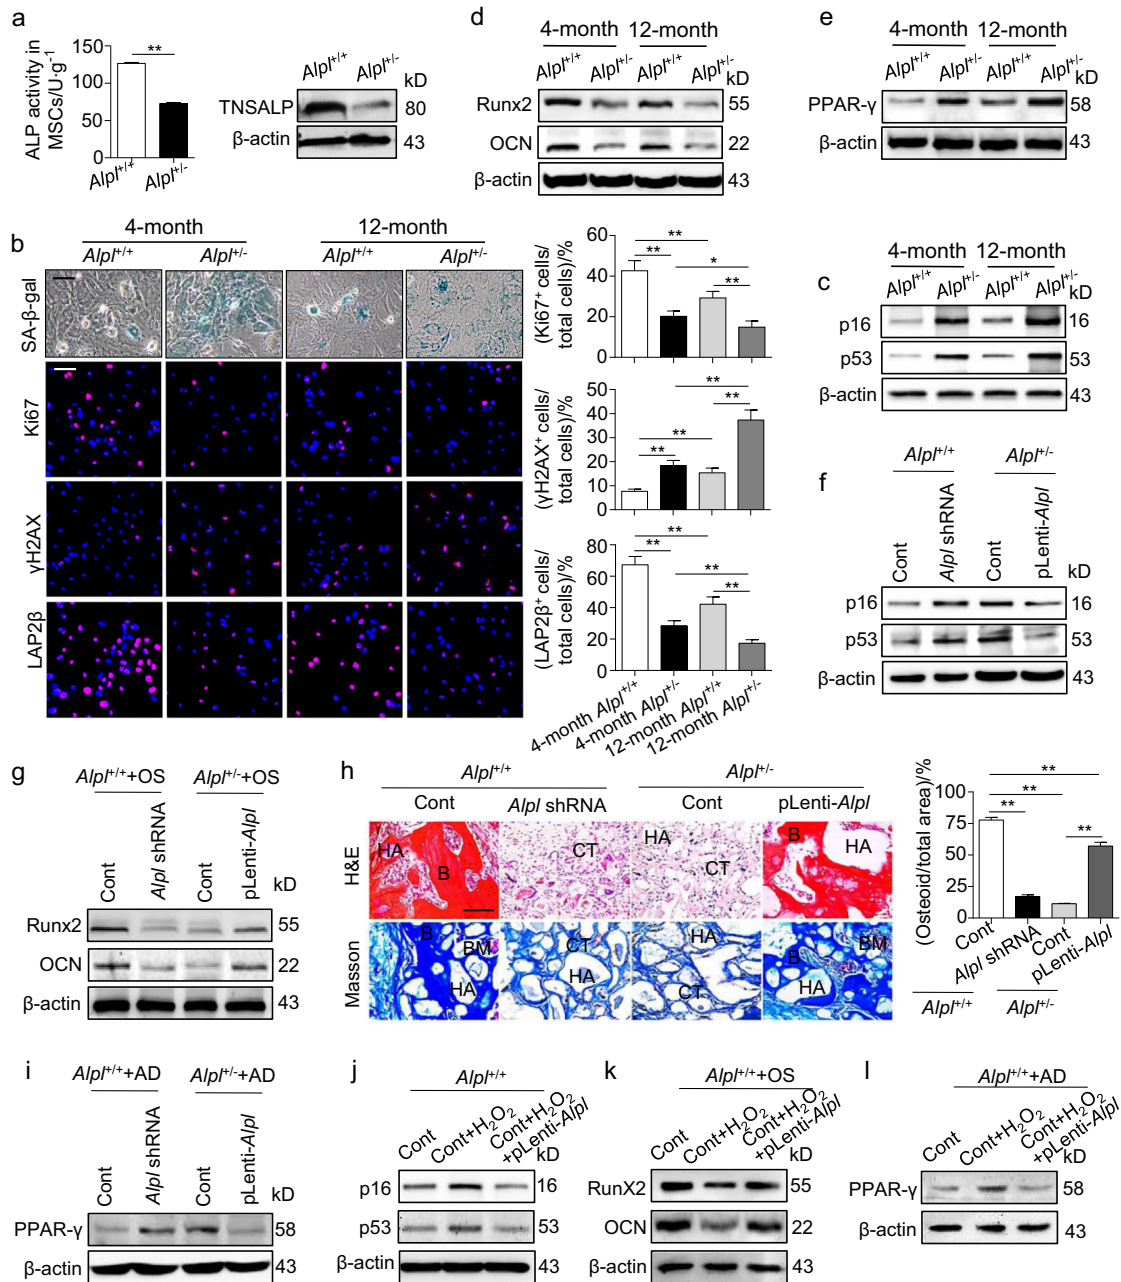 a
ALP activity in
MSCs/U·g⁻¹
150
100
50
0
**
Alpl⁺/⁺
Alpl⁺/⁻
Alpl⁺/⁺
Alpl⁺/⁻
kD
TNSALP
80
β-actin
43
d
4-month
12-month
Alpl⁺/⁺
Alpl⁺/⁻
Alpl⁺/⁺
Alpl⁺/⁻
kD
Runx2
55
OCN
22
β-actin
43
e
4-month
12-month
Alpl⁺/⁺
Alpl⁺/⁻
Alpl⁺/⁺
Alpl⁺/⁻
kD
PPAR-γ
58
β-actin
43
b
4-month
12-month
Alpl⁺/⁺
Alpl⁺/⁻
Alpl⁺/⁺
Alpl⁺/⁻
SA-β-gal
Ki67
γH2AX
LAP2β
(Ki67⁺ cells/
total cells)/%
60
40
20
0
**
**
*
**
(γH2AX⁺ cells/
total cells)/%
50
40
30
20
10
0
**
**
**
**
(LAP2β⁺ cells/
total cells)/%
80
60
40
20
0
**
**
**
**
4-month Alpl⁺/⁺
4-month Alpl⁺/⁻
12-month Alpl⁺/⁺
12-month Alpl⁺/⁻
c
4-month
12-month
Alpl⁺/⁺
Alpl⁺/⁻
Alpl⁺/⁺
Alpl⁺/⁻
kD
p16
16
p53
53
β-actin
43
f
Alpl⁺/⁺
Alpl⁺/⁻
Cont
Alpl shRNA
Cont
pLenti-Alpl
kD
p16
16
p53
53
β-actin
43
g
Alpl⁺/⁺+OS
Alpl⁺/⁻+OS
Cont
Alpl shRNA
Cont
pLenti-Alpl
kD
Runx2
55
OCN
22
β-actin
43
h
Alpl⁺/⁺
Alpl⁺/⁻
Cont
Alpl shRNA
Cont
pLenti-Alpl
H&E
HA
B
CT
HA
CT
B
HA
Masson
B
BM
HA
CT
HA
HA
CT
B
BM
HA
(Osteoid/total area)/%
100
75
50
25
0
**
**
**
**
Cont
Alpl shRNA
Cont
pLenti-Alpl
Alpl⁺/⁺
Alpl⁺/⁻
i
Alpl⁺/⁺+AD
Alpl⁺/⁻+AD
Cont
Alpl shRNA
Cont
pLenti-Alpl
kD
PPAR-γ
58
β-actin
43
j
Alpl⁺/⁺
Cont
Cont+H₂O₂
Cont+H₂O₂
+pLenti-Alpl
kD
p16
16
p53
53
β-actin
43
k
Alpl⁺/⁺+OS
Cont
Cont+H₂O₂
Cont+H₂O₂
+pLenti-Alpl
kD
RunX2
55
OCN
22
β-actin
43
l
Alpl⁺/⁺+AD
Cont
Cont+H₂O₂
Cont+H₂O₂
+pLenti-Alpl
kD
PPAR-γ
58
β-actin
43